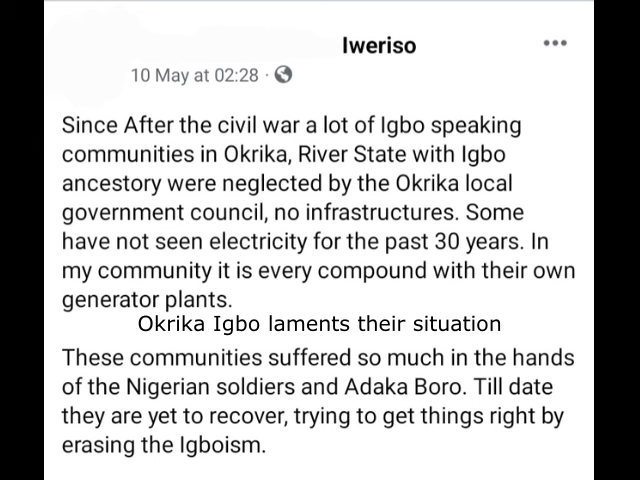 Iweriso
10 May at 02:28 ·
Since After the civil war a lot of Igbo speaking
communities in Okrika, River State with Igbo
ancestory were neglected by the Okrika local
government council, no infrastructures. Some
have not seen electricity for the past 30 years. In
my community it is every compound with their own
generator plants.
Okrika Igbo laments their situation
These communities suffered so much in the hands
of the Nigerian soldiers and Adaka Boro. Till date
they are yet to recover, trying to get things right by
erasing the Igboism.